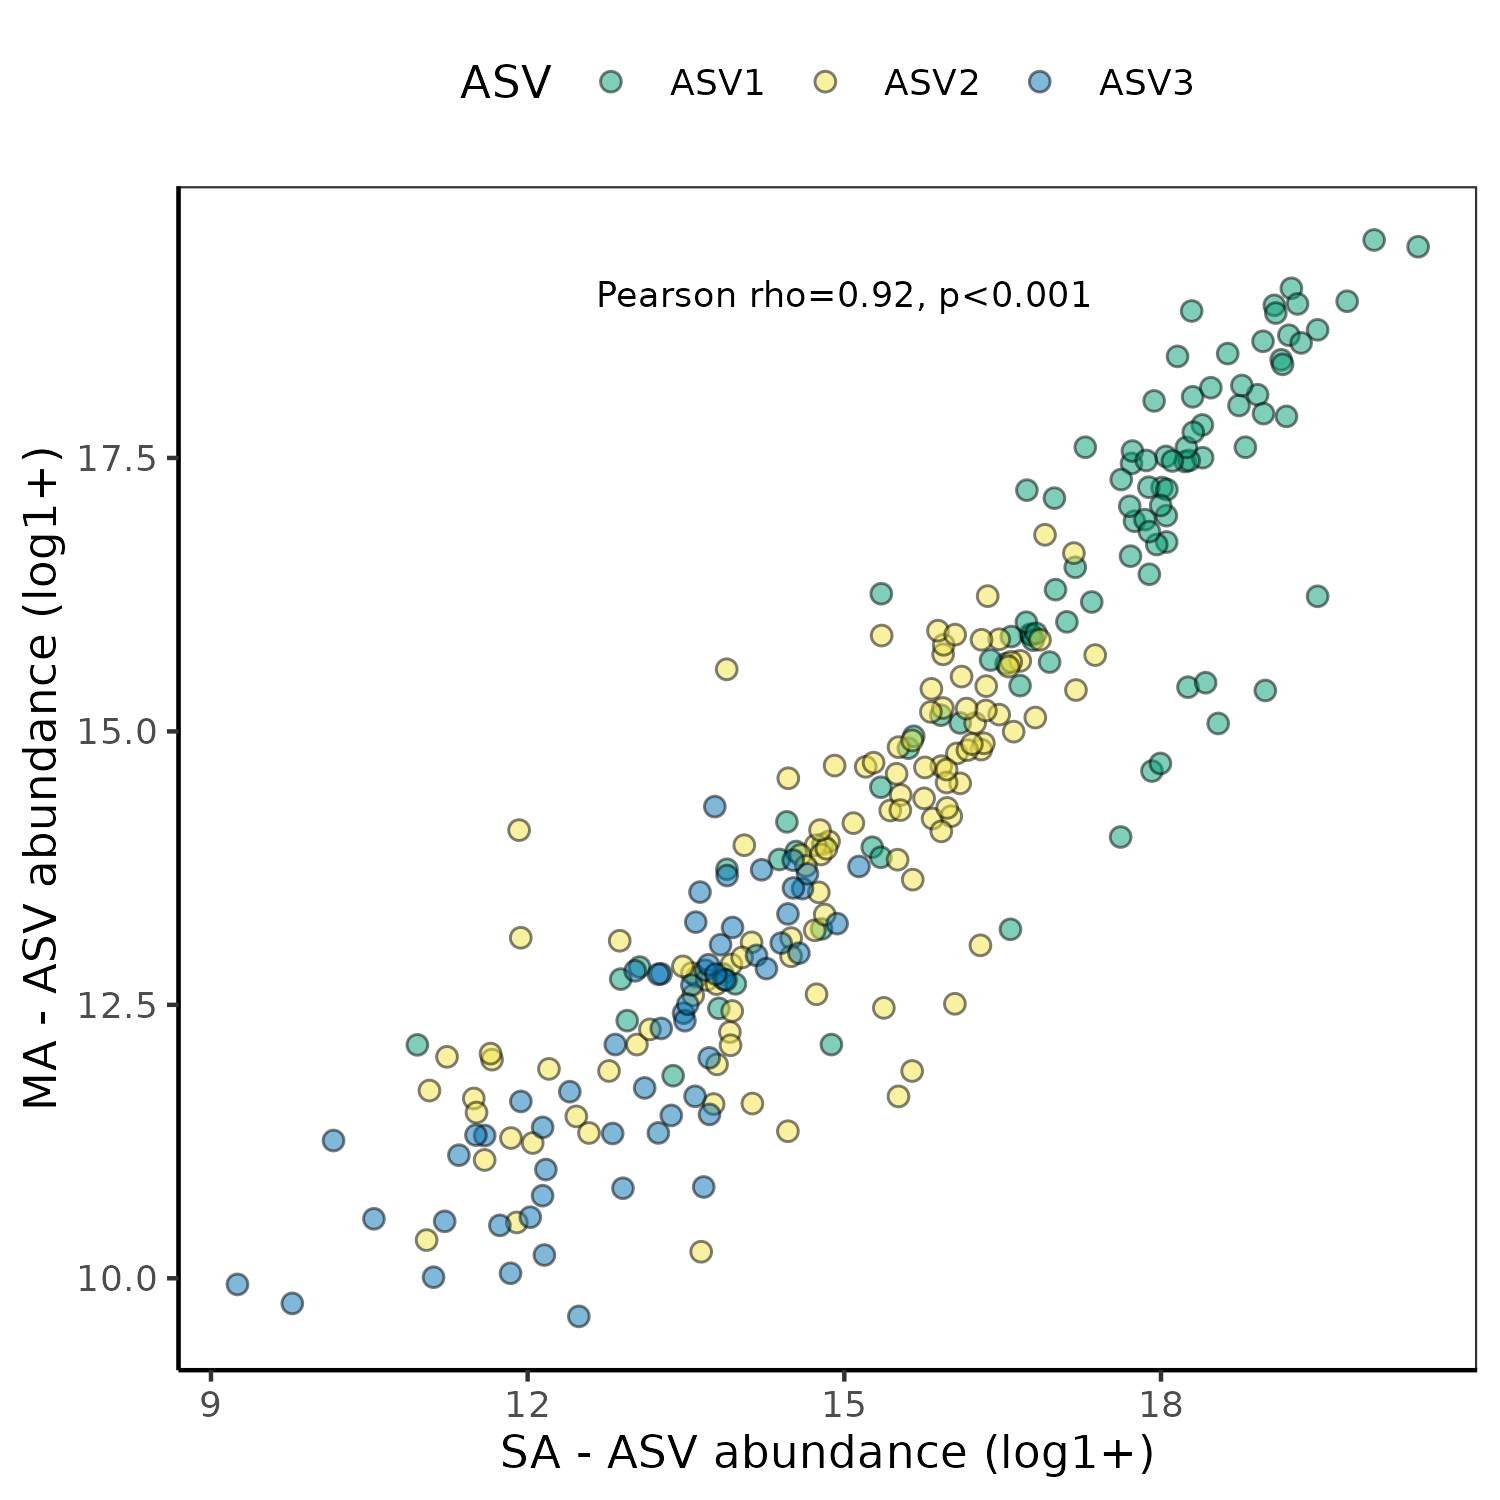 ASV ASV1 ASV2 ASV3
Pearson rho=0.92, p<0.001
MA - ASV abundance (log1+)
17.5
15.0
12.5
10.0
9 12 15 18
SA - ASV abundance (log1+)